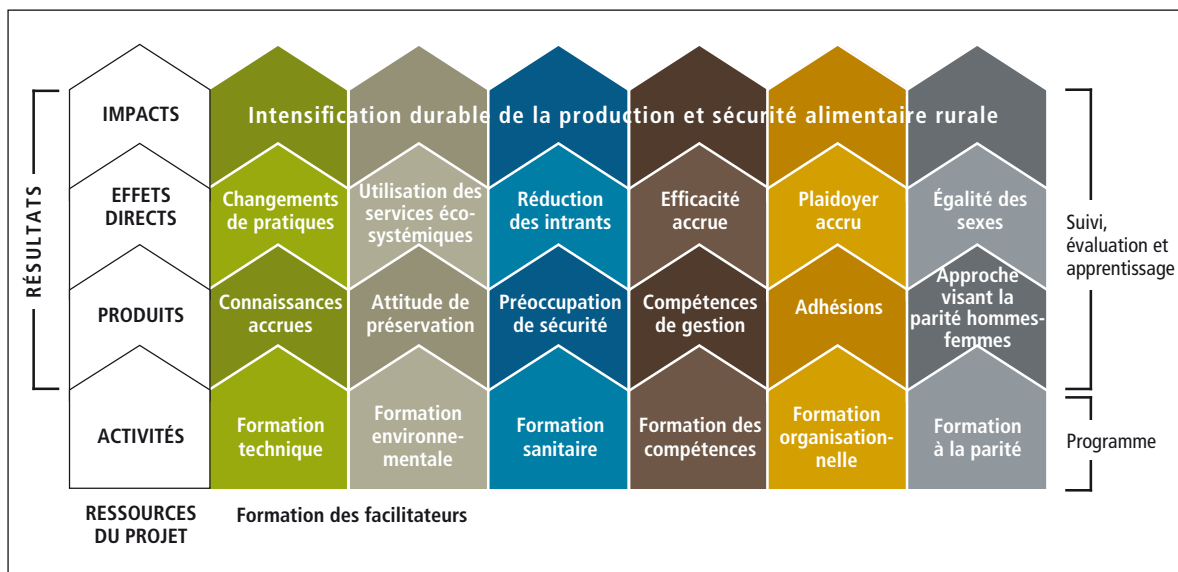 RÉSULTATS
IMPACTS
Intensification durable de la production et sécurité alimentaire rurale
EFFETS
DIRECTS
Changements
de pratiques
Utilisation des
services éco-
systémiques
Réduction
des intrants
Efficacité
accrue
Plaidoyer
accru
Égalité des
sexes
PRODUITS
Connaissances
accrues
Attitude de
préservation
Préoccupation
de sécurité
Compétences
de gestion
Adhésions
Approche
visant la
parité hommes-
femmes
Suivi,
évaluation et
apprentissage
ACTIVITÉS
Formation
technique
Formation
environne-
mentale
Formation
sanitaire
Formation des
compétences
Formation
organisation-
nelle
Formation
à la parité
Programme
RESSOURCES
DU PROJET
Formation des facilitateurs